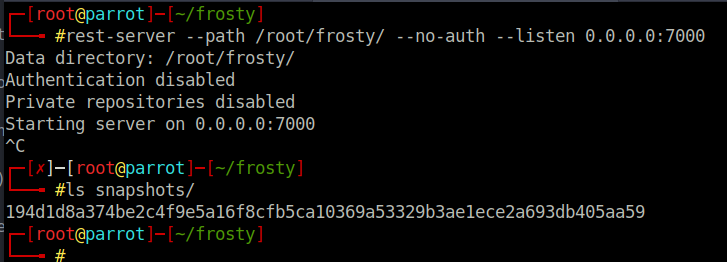 ┌─[root@parrot]─[~/frosty]
└──╼ #rest-server --path /root/frosty/ --no-auth --listen 0.0.0.0:7000
Data directory: /root/frosty/
Authentication disabled
Private repositories disabled
Starting server on 0.0.0.0:7000
^C
┌─[✗]─[root@parrot]─[~/frosty]
└──╼ #ls snapshots/
194d1d8a374be2c4f9e5a16f8cfb5ca10369a53329b3ae1ece2a693db405aa59
┌─[root@parrot]─[~/frosty]
└──╼ #